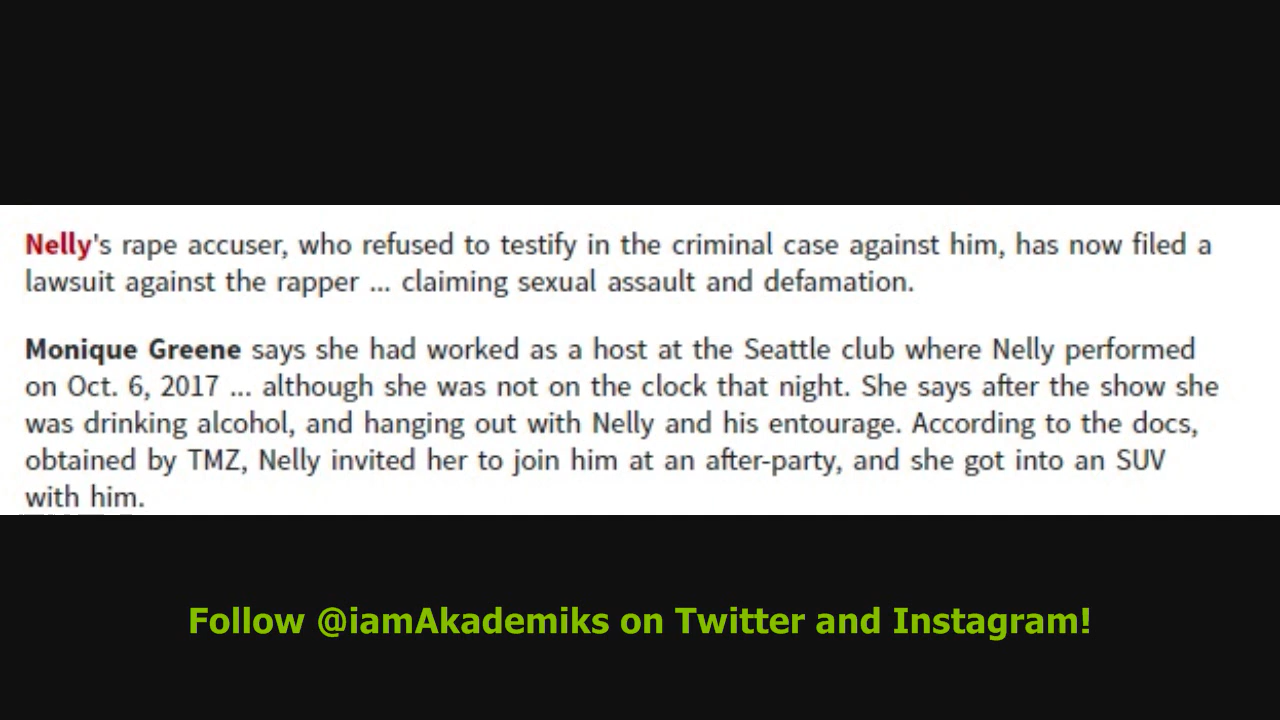 Nelly's rape accuser, who refused to testify in the criminal case against him, has now filed a
lawsuit against the rapper ... claiming sexual assault and defamation.
Monique Greene says she had worked as a host at the Seattle club where Nelly performed
on Oct. 6, 2017 ... although she was not on the clock that night. She says after the show she
was drinking alcohol, and hanging out with Nelly and his entourage. According to the docs,
obtained by TMZ, Nelly invited her to join him at an after-party, and she got into an SUV
with him.
Follow @iamAkademiks on Twitter and Instagram!